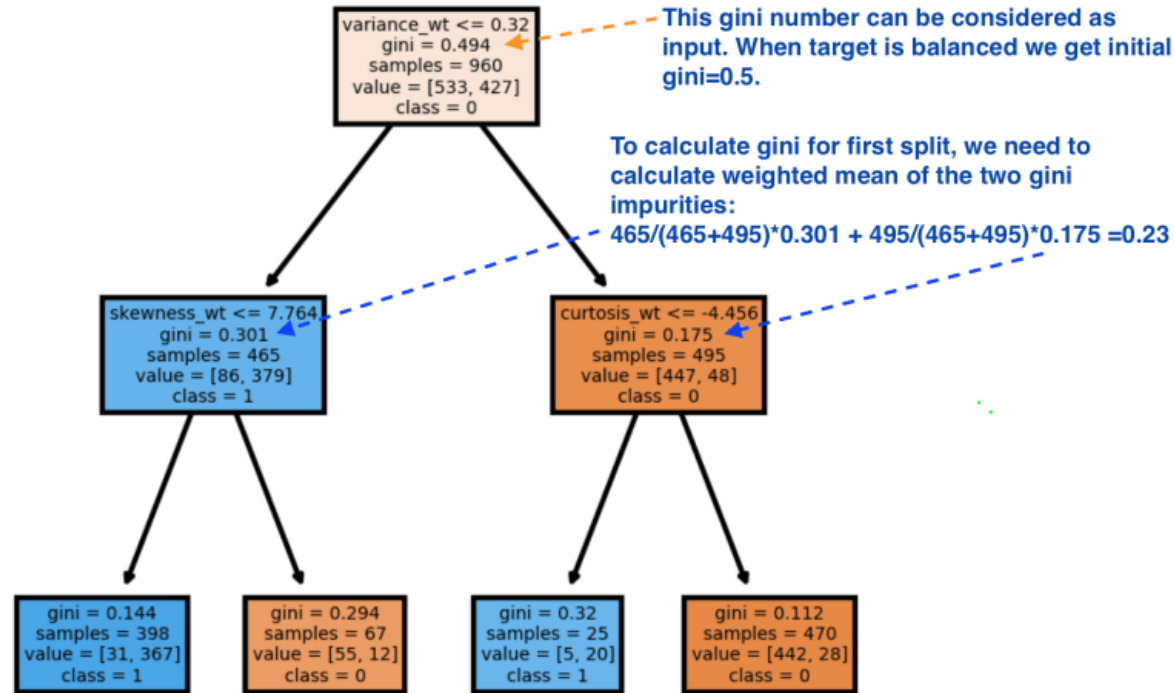 variance_wt <= 0.32
gini = 0.494
samples = 960
value = [533, 427]
class = 0
This gini number can be considered as
input. When target is balanced we get initial
gini=0.5.
To calculate gini for first split, we need to
calculate weighted mean of the two gini
impurities:
465/(465+495)*0.301 + 495/(465+495)*0.175 =0.23
skewness_wt <= 7.764
gini = 0.301
samples = 465
value = [86, 379]
class = 1
curtosis_wt <= -4.456
gini = 0.175
samples = 495
value = [447, 48]
class = 0
gini = 0.144
samples = 398
value = [31, 367]
class = 1
gini = 0.294
samples = 67
value = [55, 12]
class = 0
gini = 0.32
samples = 25
value = [5, 20]
class = 1
gini = 0.112
samples = 470
value = [442, 28]
class = 0